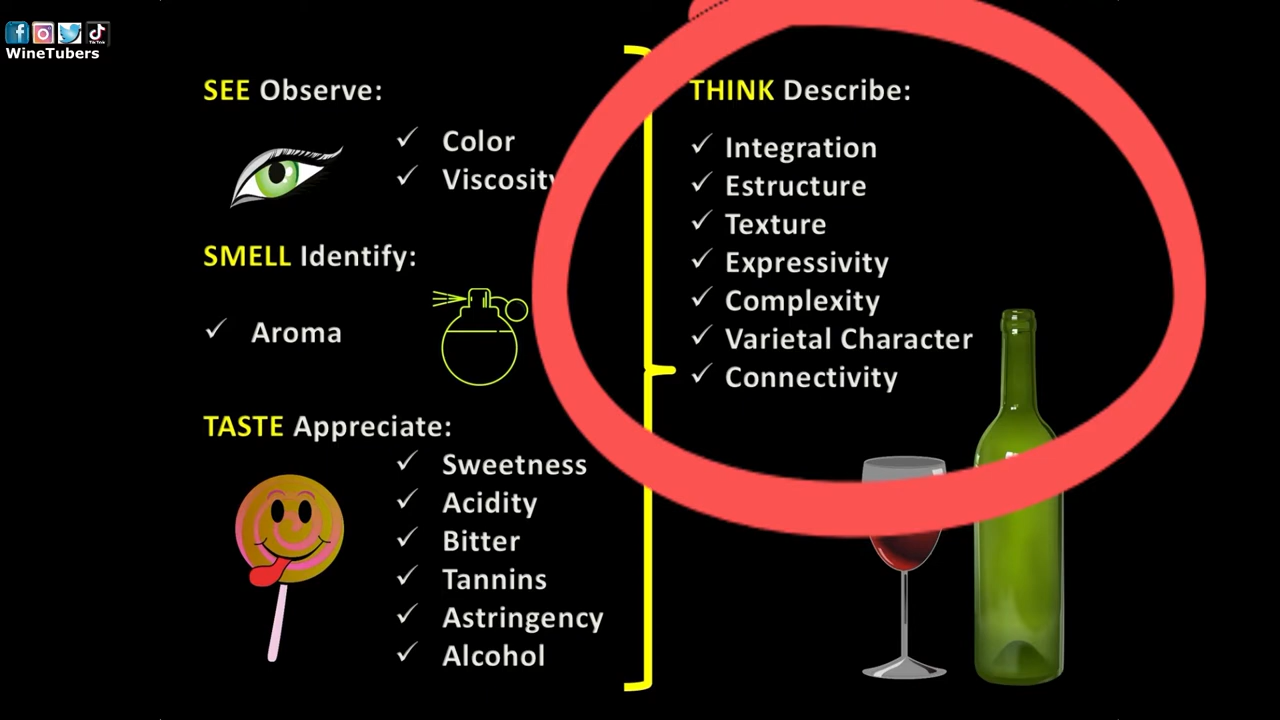 WineTubers
SEE Observe:
Color
Viscosity
SMELL Identify:
Aroma
TASTE Appreciate:
Sweetness
Acidity
Bitter
Tannins
Astringency
Alcohol
THINK Describe:
Integration
Estructure
Texture
Expressivity
Complexity
Varietal Character
Connectivity